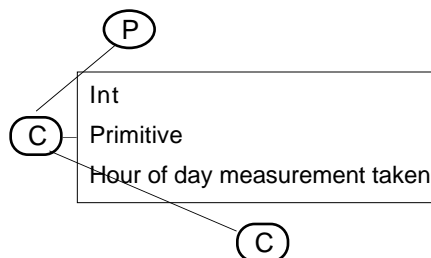 P
Int
C
Primitive
Hour of day measurement taken
C